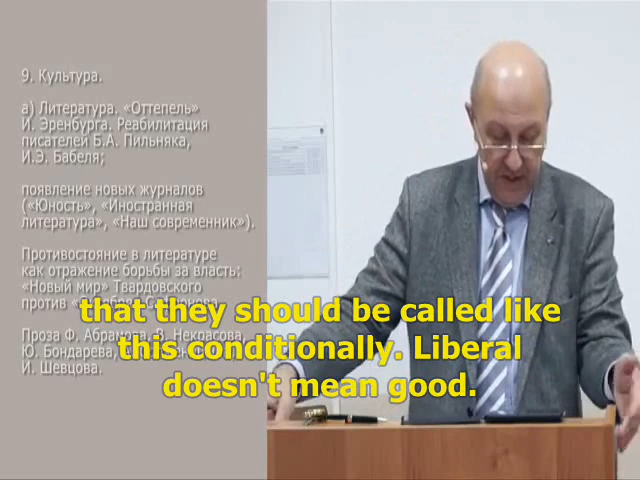 9. Культура.
а) Литература. «Оттепель»
И. Эренбурга. Реабилитация
писателей Б.А. Пильняка,
И.Э. Бабеля;
появление новых журналов
(«Юность», «Иностранная
литература», «Наш современник»).
Противостояние в литературе
как отражение борьбы за власть:
«Новый мир» Твардовского
против
Проза Ф. Абрамова, В. Некрасова,
Ю. Бондарева,
И. Шевцова.
that they should be called like
this conditionally. Liberal
doesn't mean good.